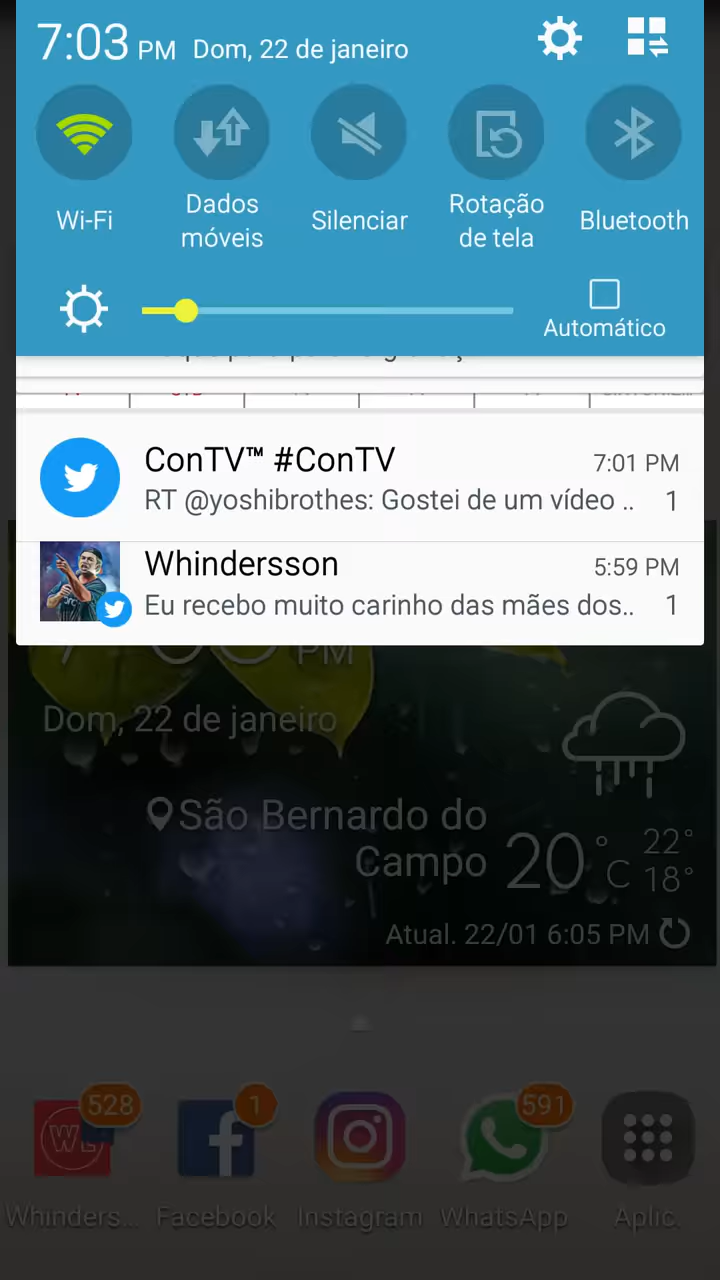 7:03 PM Dom, 22 de janeiro
Wi-Fi
Dados
móveis
Silenciar
Rotação
de tela
Bluetooth
Automático
ConTV™ #ConTV 7:01 PM
RT @yoshibrothes: Gostei de um vídeo .. 1
Whindersson 5:59 PM
Eu recebo muito carinho das mães dos.. 1
PM
Dom, 22 de janeiro
São Bernardo do
Campo
20°C
22°
18°
Atual. 22/01 6:05 PM
528
1
591
WL
Whinders...
Facebook
Instagram
WhatsApp
Aplic.